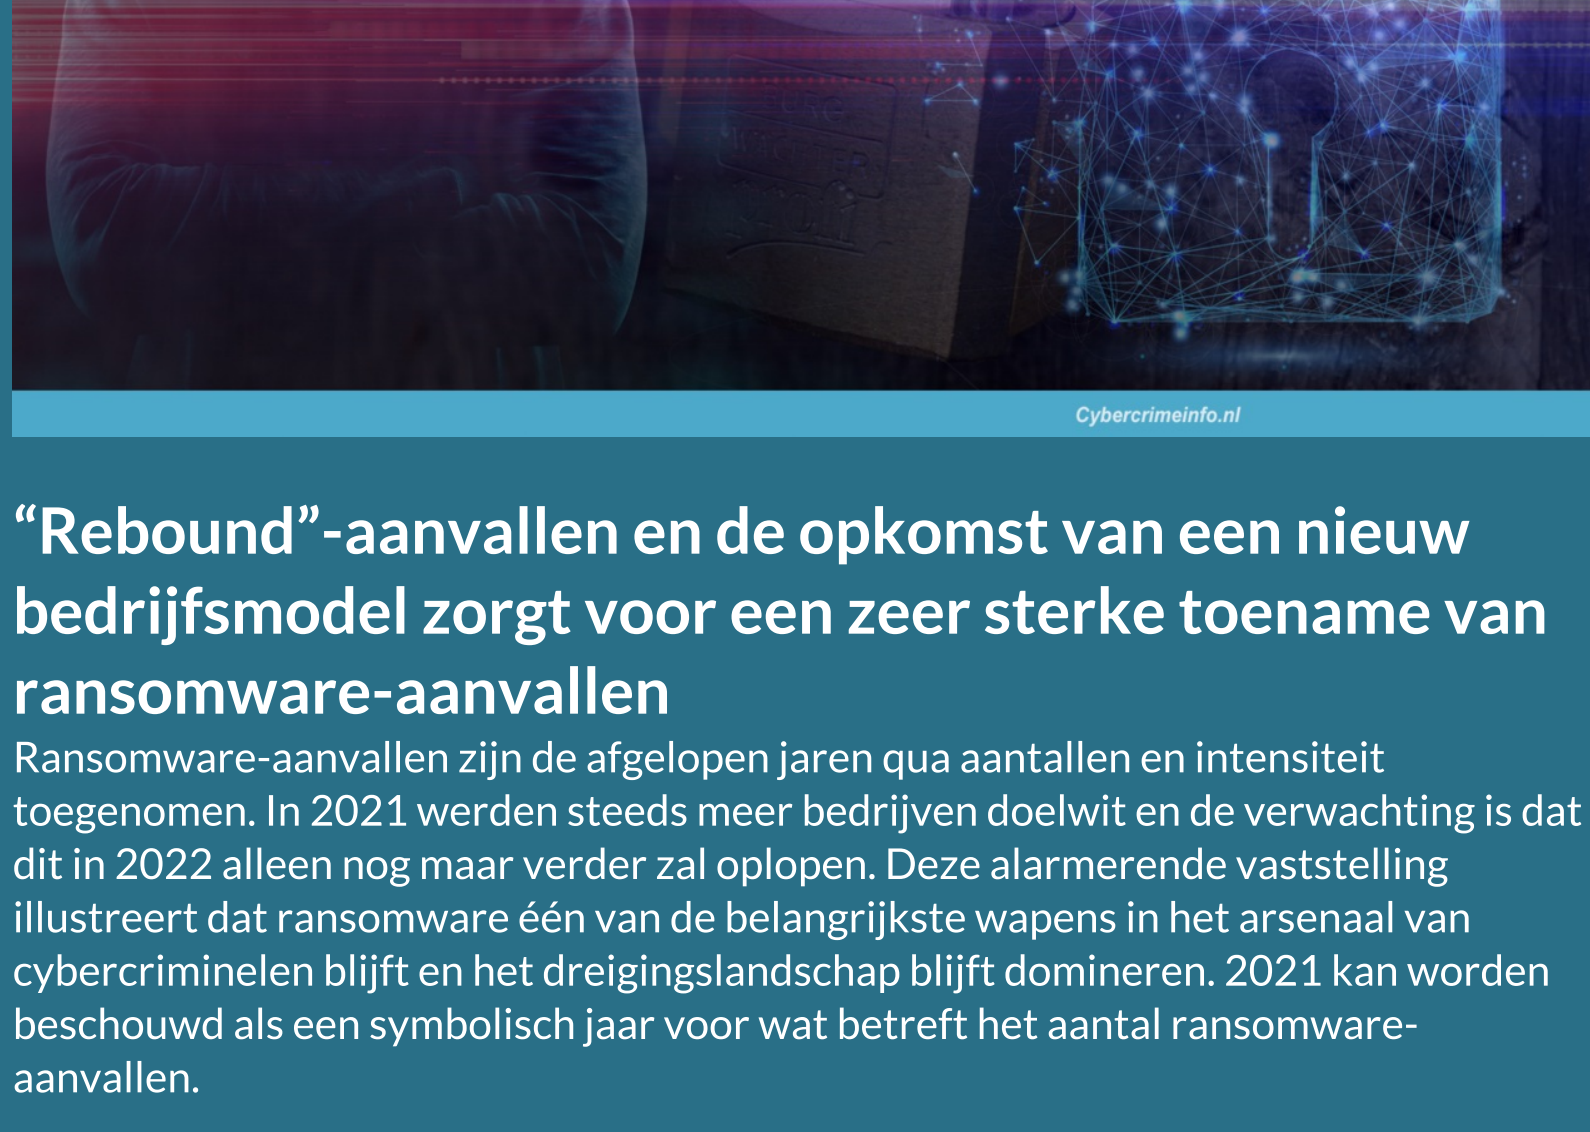 Cybercrimeinfo.nl
“Rebound”-aanvallen en de opkomst van een nieuw
bedrijfsmodel zorgt voor een zeer sterke toename van
ransomware-aanvallen
Ransomware-aanvallen zijn de afgelopen jaren qua aantallen en intensiteit
toegenomen. In 2021 werden steeds meer bedrijven doelwit en de verwachting is dat
dit in 2022 alleen nog maar verder zal oplopen. Deze alarmerende vaststelling
illustreert dat ransomware één van de belangrijkste wapens in het arsenaal van
cybercriminelen blijft en het dreigingslandschap blijft domineren. 2021 kan worden
beschouwd als een symbolisch jaar voor wat betreft het aantal ransomware-
aanvallen.